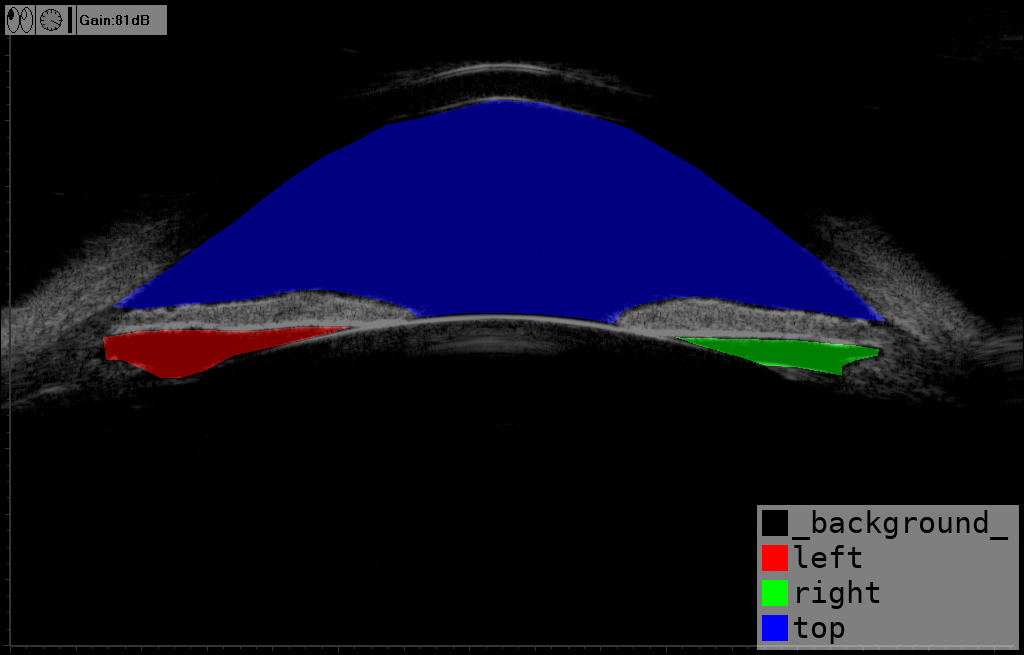 Gain:81dB
_background_
left
right
top